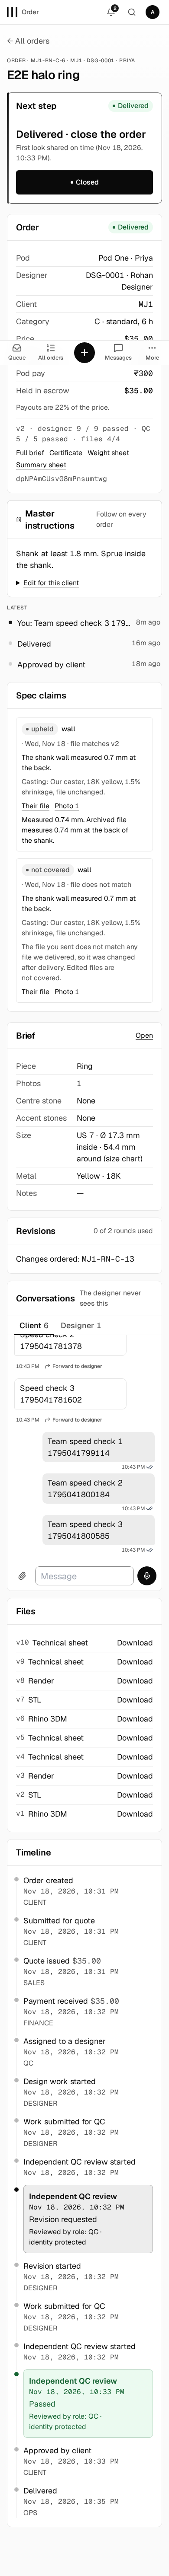 Order
2
A
← All orders
ORDER · MJ1-RN-C-6 · MJ1 · DSG-0001 · PRIYA
E2E halo ring
Next step
Delivered
Delivered · close the order
First look shared on time (Nov 18, 2026,
10:33 PM).
Closed
Order
Delivered
Pod
Pod One · Priya
Designer
DSG-0001 · Rohan
Designer
Client
MJ1
Category
C · standard, 6 h
Price
$35.00
Queue
All orders
Messages
More
Pod pay
₹300
Held in escrow
$35.00
Payouts are 22% of the price.
v2 · designer 9 / 9 passed · QC
5 / 5 passed · files 4/4
Full brief Certificate Weight sheet
Summary sheet
dpNPAmCUsvG8mPnsumtwg
Master
instructions
Follow on every
order
Shank at least 1.8 mm. Sprue inside
the shank.
Edit for this client
LATEST
You: Team speed check 3 179…
8m ago
Delivered
16m ago
Approved by client
18m ago
Spec claims
upheld wall
· Wed, Nov 18 · file matches v2
The shank wall measured 0.7 mm at
the back.
Casting: Our caster, 18K yellow, 1.5%
shrinkage, file unchanged.
Their file Photo 1
Measured 0.74 mm. Archived file
measures 0.74 mm at the back of
the shank.
not covered wall
· Wed, Nov 18 · file does not match
The shank wall measured 0.7 mm at
the back.
Casting: Our caster, 18K yellow, 1.5%
shrinkage, file unchanged.
The file you sent does not match any
file we delivered, so it was changed
after delivery. Edited files are
not covered.
Their file Photo 1
Brief
Open
Piece
Ring
Photos
1
Centre stone
None
Accent stones
None
Size
US 7 · Ø 17.3 mm
inside · 54.4 mm
around (size chart)
Metal
Yellow · 18K
Notes
—
Revisions
0 of 2 rounds used
Changes ordered: MJ1-RN-C-13
Conversations
The designer never
sees this
Client 6
Designer 1
Speed check 2
1795041781378
10:43 PM Forward to designer
Speed check 3
1795041781602
10:43 PM Forward to designer
Team speed check 1
1795041799114
10:43 PM
Team speed check 2
1795041800184
10:43 PM
Team speed check 3
1795041800585
10:43 PM
Message
Files
v10 Technical sheet
Download
v9 Technical sheet
Download
v8 Render
Download
v7 STL
Download
v6 Rhino 3DM
Download
v5 Technical sheet
Download
v4 Technical sheet
Download
v3 Render
Download
v2 STL
Download
v1 Rhino 3DM
Download
Timeline
Order created
Nov 18, 2026, 10:31 PM
CLIENT
Submitted for quote
Nov 18, 2026, 10:31 PM
CLIENT
Quote issued $35.00
Nov 18, 2026, 10:31 PM
SALES
Payment received $35.00
Nov 18, 2026, 10:32 PM
FINANCE
Assigned to a designer
Nov 18, 2026, 10:32 PM
QC
Design work started
Nov 18, 2026, 10:32 PM
DESIGNER
Work submitted for QC
Nov 18, 2026, 10:32 PM
DESIGNER
Independent QC review started
Nov 18, 2026, 10:32 PM
Independent QC review
Nov 18, 2026, 10:32 PM
Revision requested
Reviewed by role: QC ·
identity protected
Revision started
Nov 18, 2026, 10:32 PM
DESIGNER
Work submitted for QC
Nov 18, 2026, 10:32 PM
DESIGNER
Independent QC review started
Nov 18, 2026, 10:32 PM
Independent QC review
Nov 18, 2026, 10:33 PM
Passed
Reviewed by role: QC ·
identity protected
Approved by client
Nov 18, 2026, 10:33 PM
CLIENT
Delivered
Nov 18, 2026, 10:35 PM
OPS